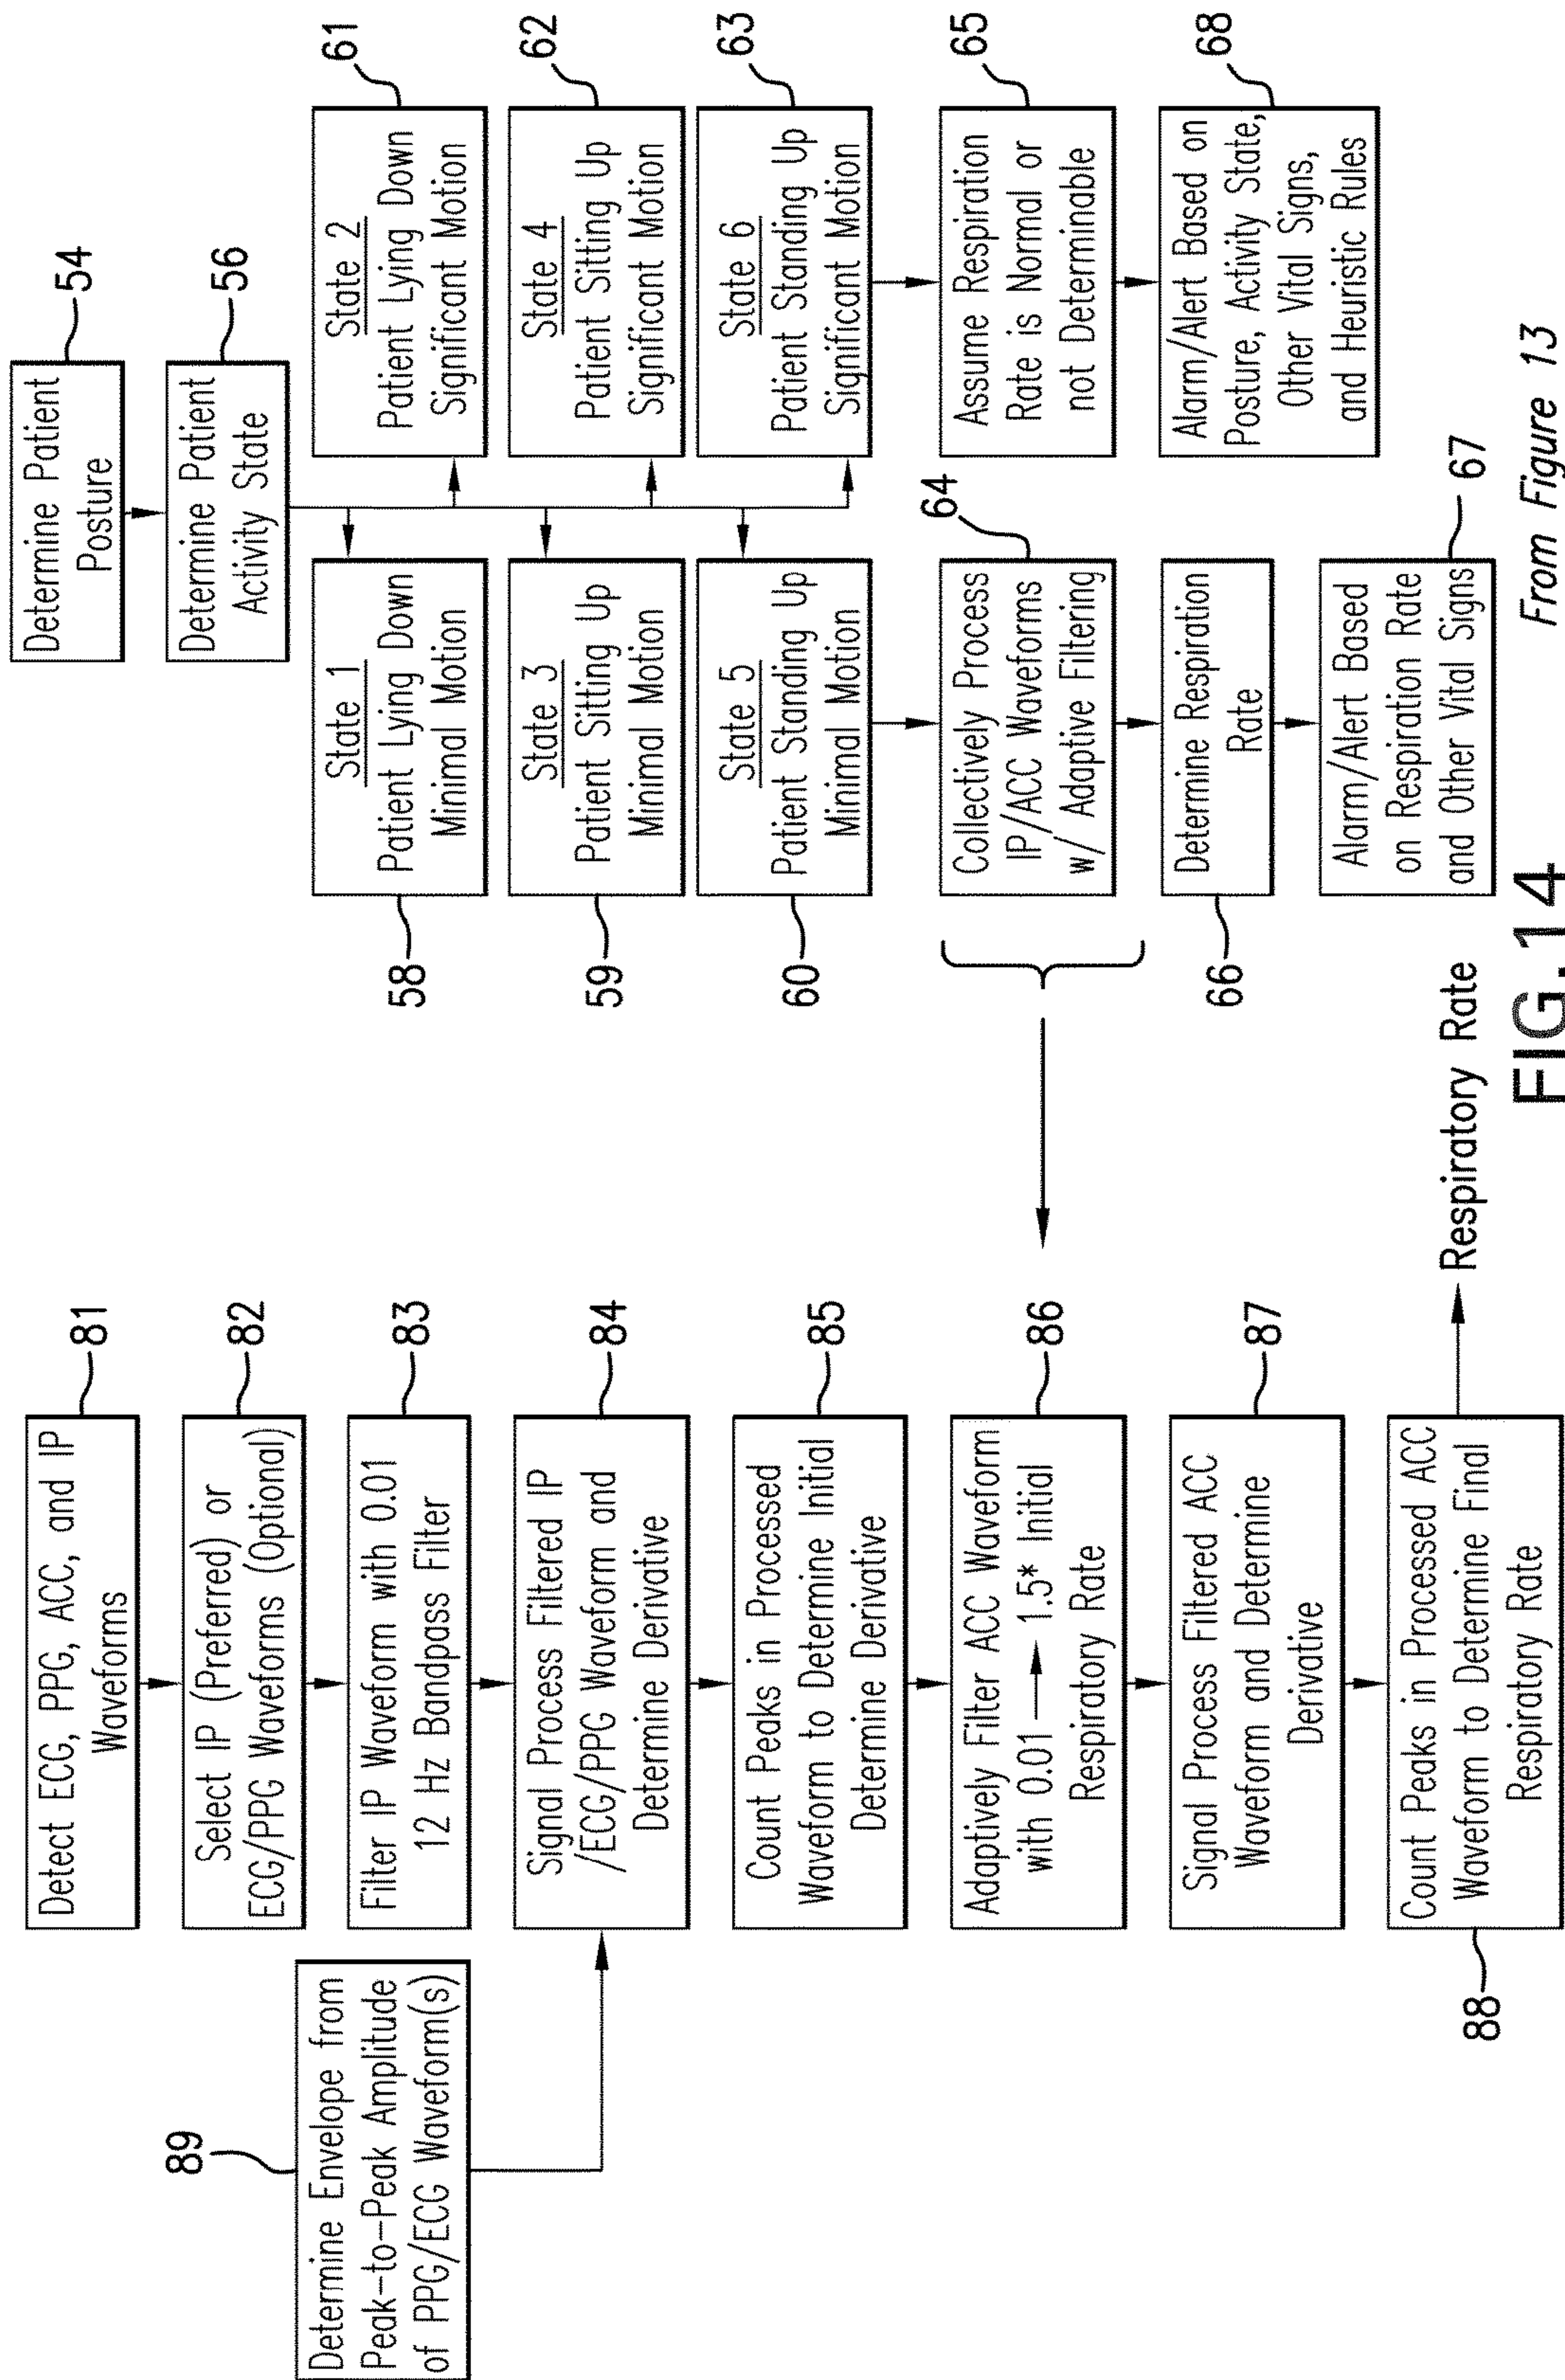 Determine Envelope from
Peak-to-Peak Amplitude
of PPG/ECG Waveform(s)
89
Detect ECG, PPG, ACC, and IP
Waveforms
81
Select IP (Preferred) or
ECG/PPG Waveforms (Optional)
82
Filter IP Waveform with 0.01
12 Hz Bandpass Filter
83
Signal Process Filtered IP
/ECG/PPG Waveform and
Determine Derivative
84
Count Peaks in Processed
Waveform to Determine Initial
Determine Derivative
85
Adaptively Filter ACC Waveform
with 0.01 → 1.5* Initial
Respiratory Rate
86
Signal Process Filtered ACC
Waveform and Determine
Derivative
87
Count Peaks in Processed ACC
Waveform to Determine Final
Respiratory Rate
88
Respiratory Rate
Determine Patient
Posture
54
Determine Patient
Activity State
56
State 1
Patient Lying Down
Minimal Motion
58
State 2
Patient Lying Down
Significant Motion
61
State 3
Patient Sitting Up
Minimal Motion
59
State 4
Patient Sitting Up
Significant Motion
62
State 5
Patient Standing Up
Minimal Motion
60
State 6
Patient Standing Up
Significant Motion
63
Collectively Process
IP/ACC Waveforms
w/ Adaptive Filtering
64
Assume Respiration
Rate is Normal or
not Determinable
65
Determine Respiration
Rate
66
Alarm/Alert Based
on Respiration Rate
and Other Vital Signs
67
Alarm/Alert Based on
Posture, Activity State,
Other Vital Signs,
and Heuristic Rules
68
FIG.14
From Figure 13